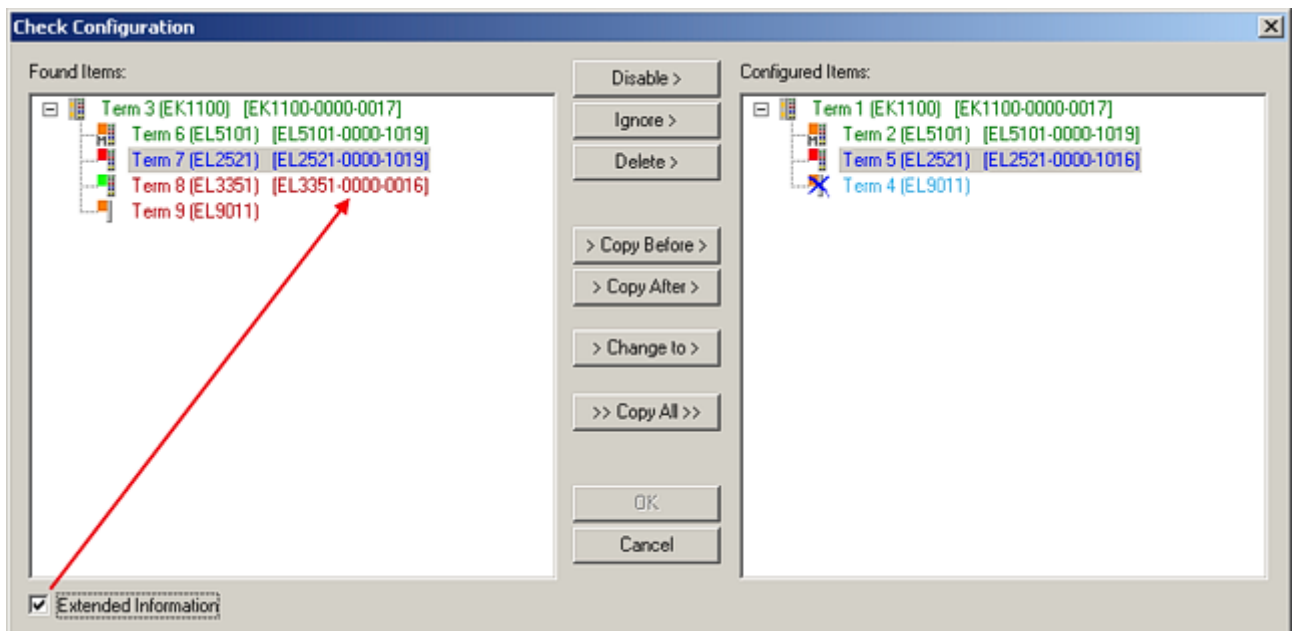 Check Configuration
Found Items:
Term 3 (EK1100) [EK1100-0000-0017]
Term 6 (EL5101) [EL5101-0000-1019]
Term 7 (EL2521) [EL2521-0000-1019]
Term 8 (EL3351) [EL3351-0000-0016]
Term 9 (EL9011)
Disable >
Ignore >
Delete >
> Copy Before >
> Copy After >
> Change to >
>> Copy All >>
OK
Cancel
Configured Items:
Term 1 (EK1100) [EK1100-0000-0017]
Term 2 (EL5101) [EL5101-0000-1019]
Term 5 (EL2521) [EL2521-0000-1016]
Term 4 (EL9011)
Extended Information